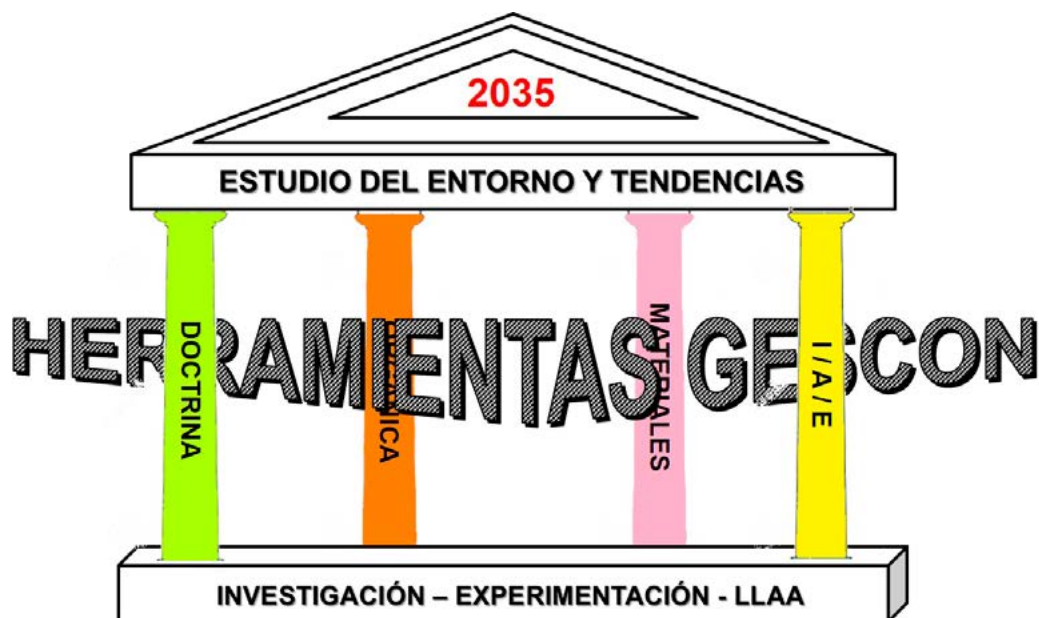 2035
ESTUDIO DEL ENTORNO Y TENDENCIAS
HERRAMIENTAS GESCON
DOCTRINA
MATERIALES
I / A / E
INVESTIGACIÓN – EXPERIMENTACIÓN - LLAA